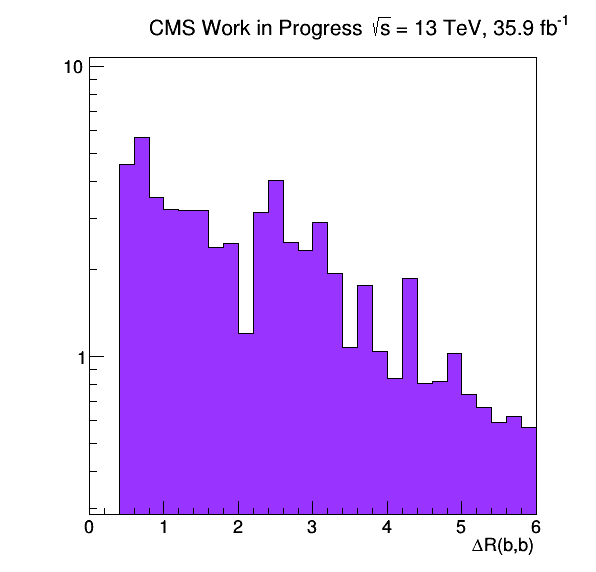 CMS Work in Progress √s = 13 TeV, 35.9 fb⁻¹
10
1
0 1 2 3 4 5 6
ΔR(b,b)